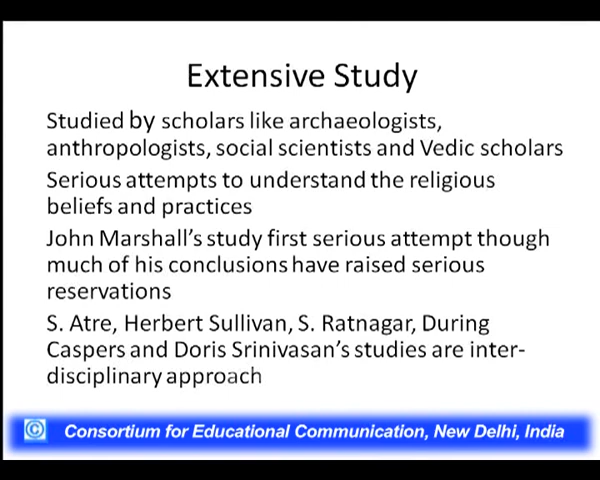 Extensive Study
Studied by scholars like archaeologists,
anthropologists, social scientists and Vedic scholars
Serious attempts to understand the religious
beliefs and practices
John Marshall's study first serious attempt though
much of his conclusions have raised serious
reservations
S. Atre, Herbert Sullivan, S. Ratnagar, During
Caspers and Doris Srinivasan's studies are inter-
disciplinary approach
© Consortium for Educational Communication, New Delhi, India